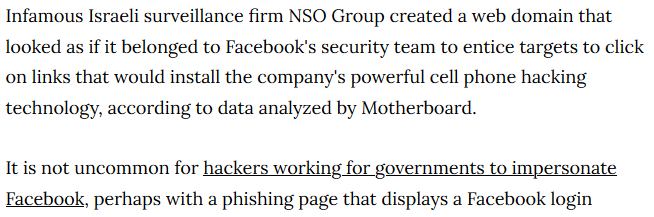 Infamous Israeli surveillance firm NSO Group created a web domain that
looked as if it belonged to Facebook's security team to entice targets to click
on links that would install the company's powerful cell phone hacking
technology, according to data analyzed by Motherboard.
It is not uncommon for hackers working for governments to impersonate
Facebook, perhaps with a phishing page that displays a Facebook login